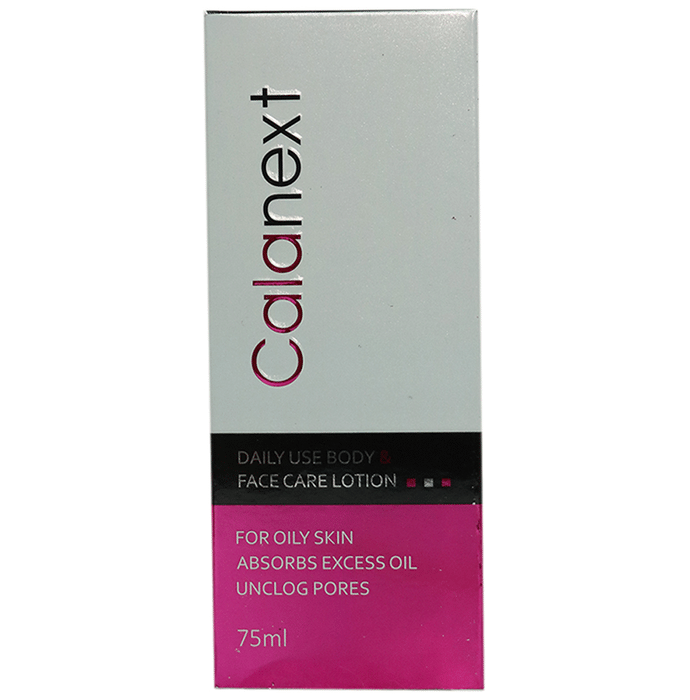 Calanext
DAILY USE BODY &
FACE CARE LOTION
FOR OILY SKIN
ABSORBS EXCESS OIL
UNCLOG PORES
75ml